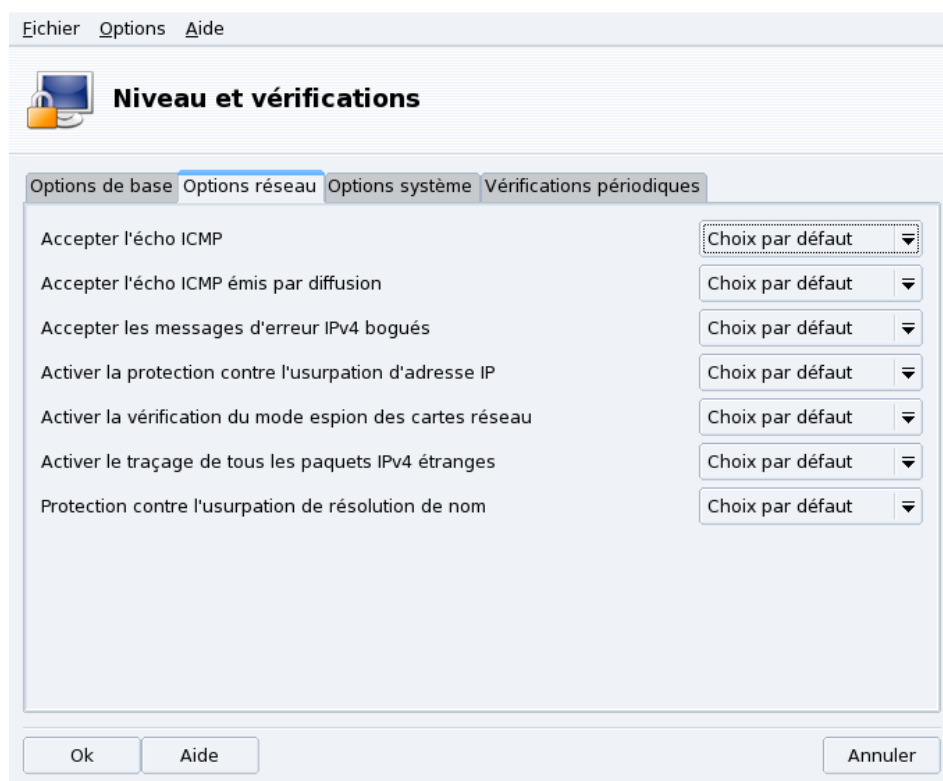 Fichier Options Aide
Niveau et vérifications
Options de base Options réseau Options système Vérifications périodiques
Accepter l'écho ICMP Choix par défaut
Accepter l'écho ICMP émis par diffusion Choix par défaut
Accepter les messages d'erreur IPv4 bogués Choix par défaut
Activer la protection contre l'usurpation d'adresse IP Choix par défaut
Activer la vérification du mode espion des cartes réseau Choix par défaut
Activer le traçage de tous les paquets IPv4 étranges Choix par défaut
Protection contre l'usurpation de résolution de nom Choix par défaut
Ok Aide Annuler